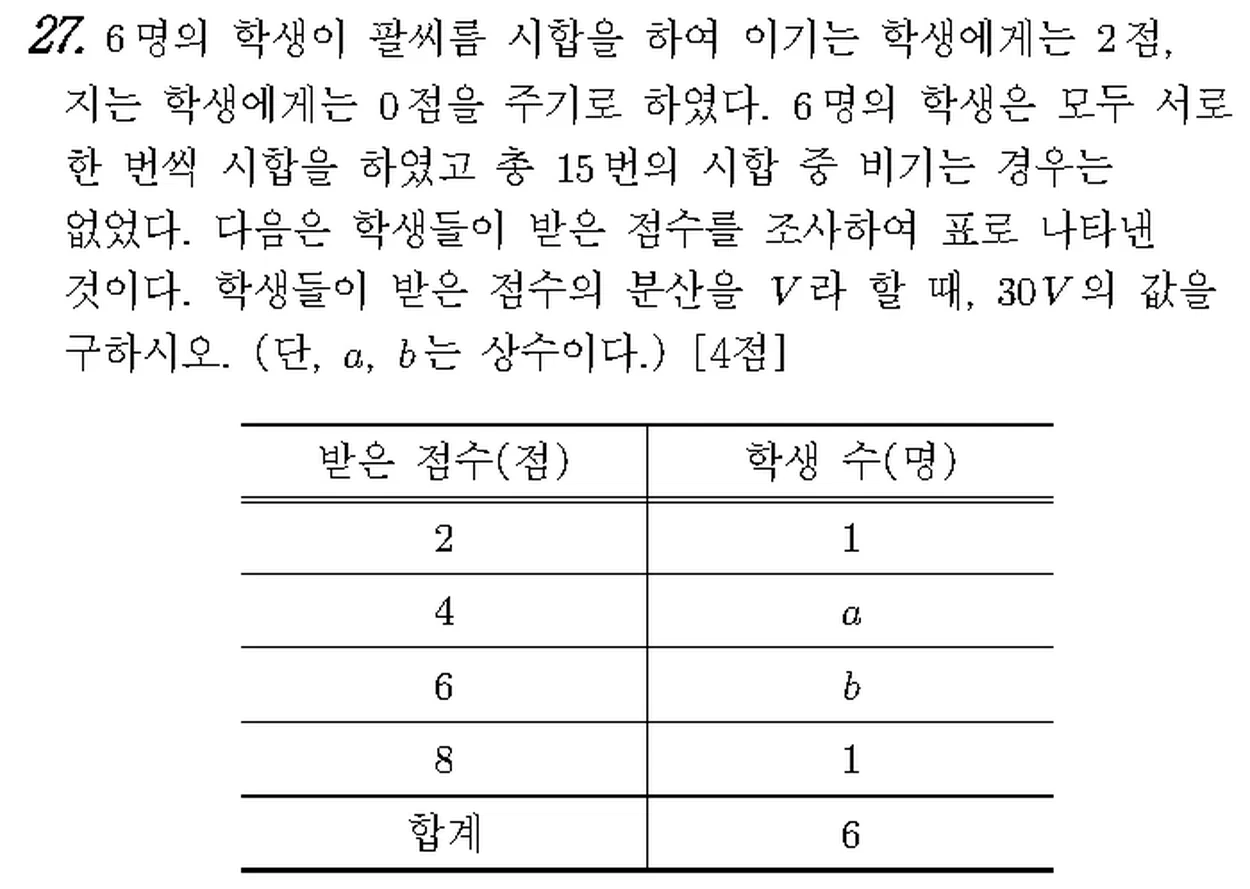 27. 6명의 학생이 팔씨름 시합을 하여 이기는 학생에게는 2점,
지는 학생에게는 0점을 주기로 하였다. 6명의 학생은 모두 서로
한 번씩 시합을 하였고 총 15번의 시합 중 비기는 경우는
없었다. 다음은 학생들이 받은 점수를 조사하여 표로 나타낸
것이다. 학생들이 받은 점수의 분산을 V라 할 때, 30V의 값을
구하시오. (단, a, b는 상수이다.) [4점]
받은 점수(점) 학생 수(명)
2 1
4 a
6 b
8 1
합계 6